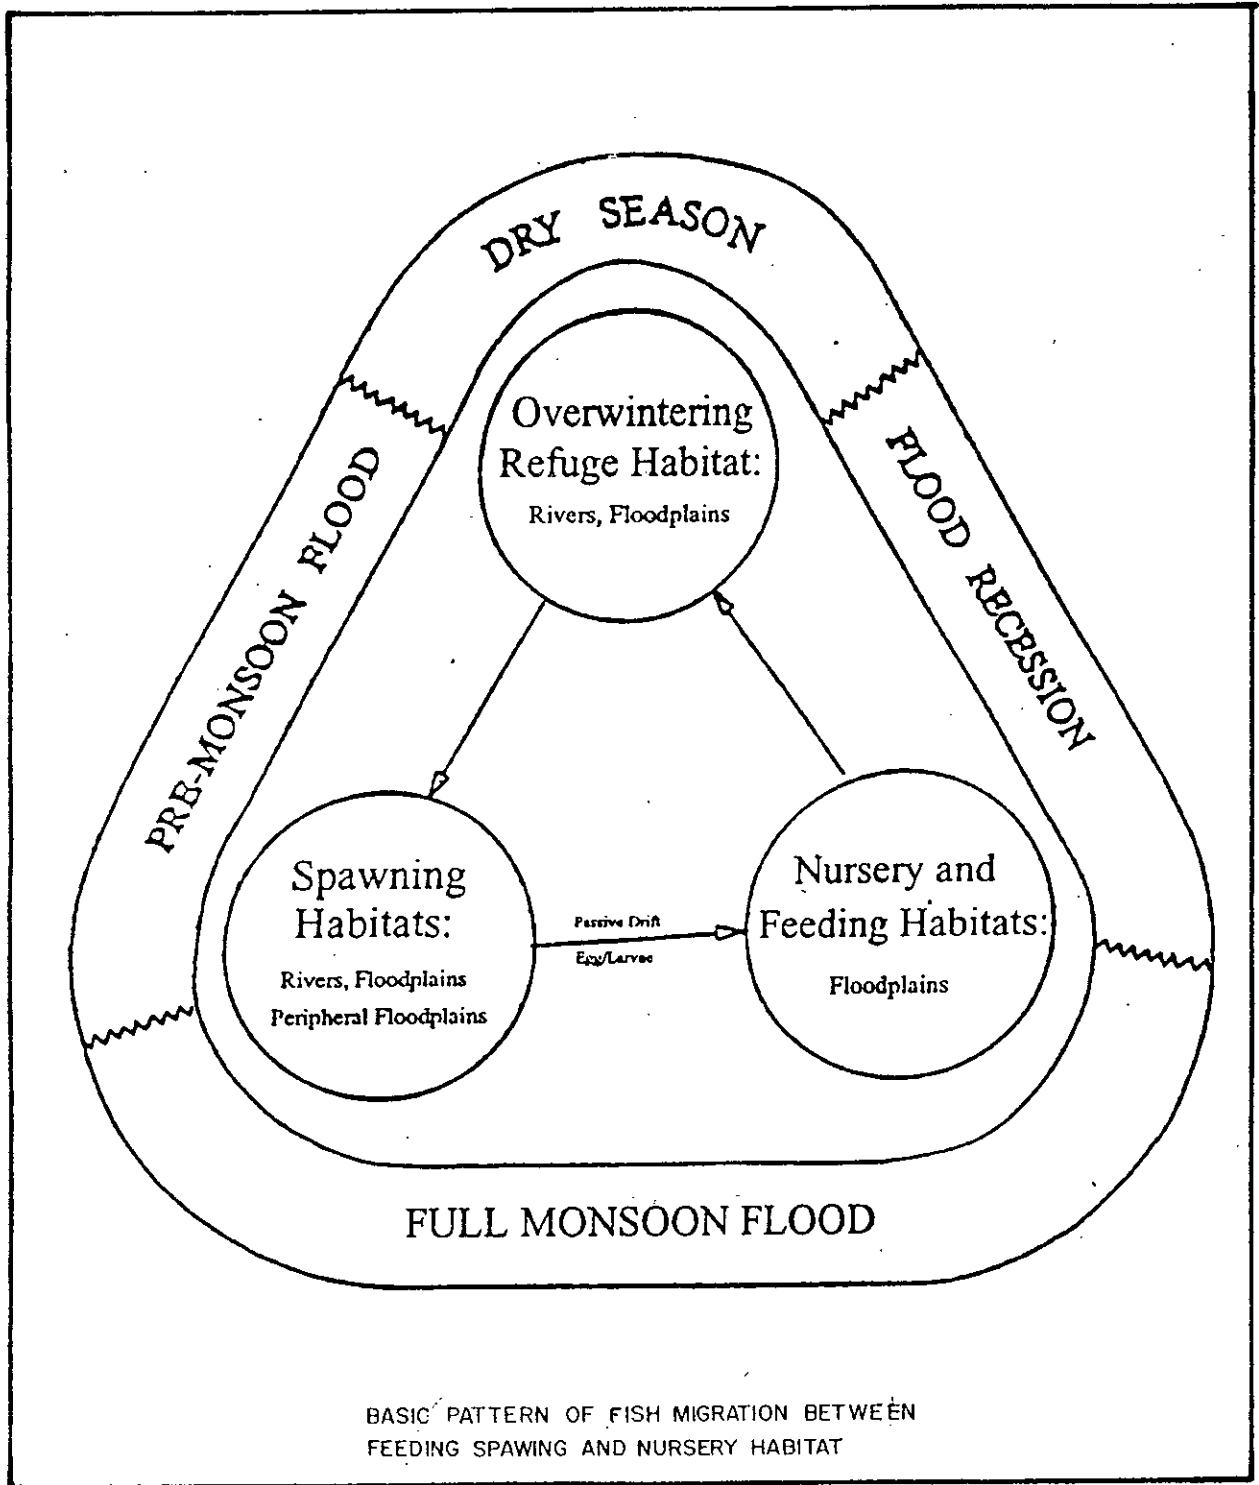 DRY SEASON
Overwintering
Refuge Habitat:
Rivers, Floodplains
PRE-MONSOON FLOOD
FLOOD RECESSION
Spawning
Habitats:
Rivers, Floodplains
Peripheral Floodplains
Passive Drift
Egg/Larvae
Nursery and
Feeding Habitats:
Floodplains
FULL MONSOON FLOOD
BASIC PATTERN OF FISH MIGRATION BETWEEN
FEEDING SPAWING AND NURSERY HABITAT